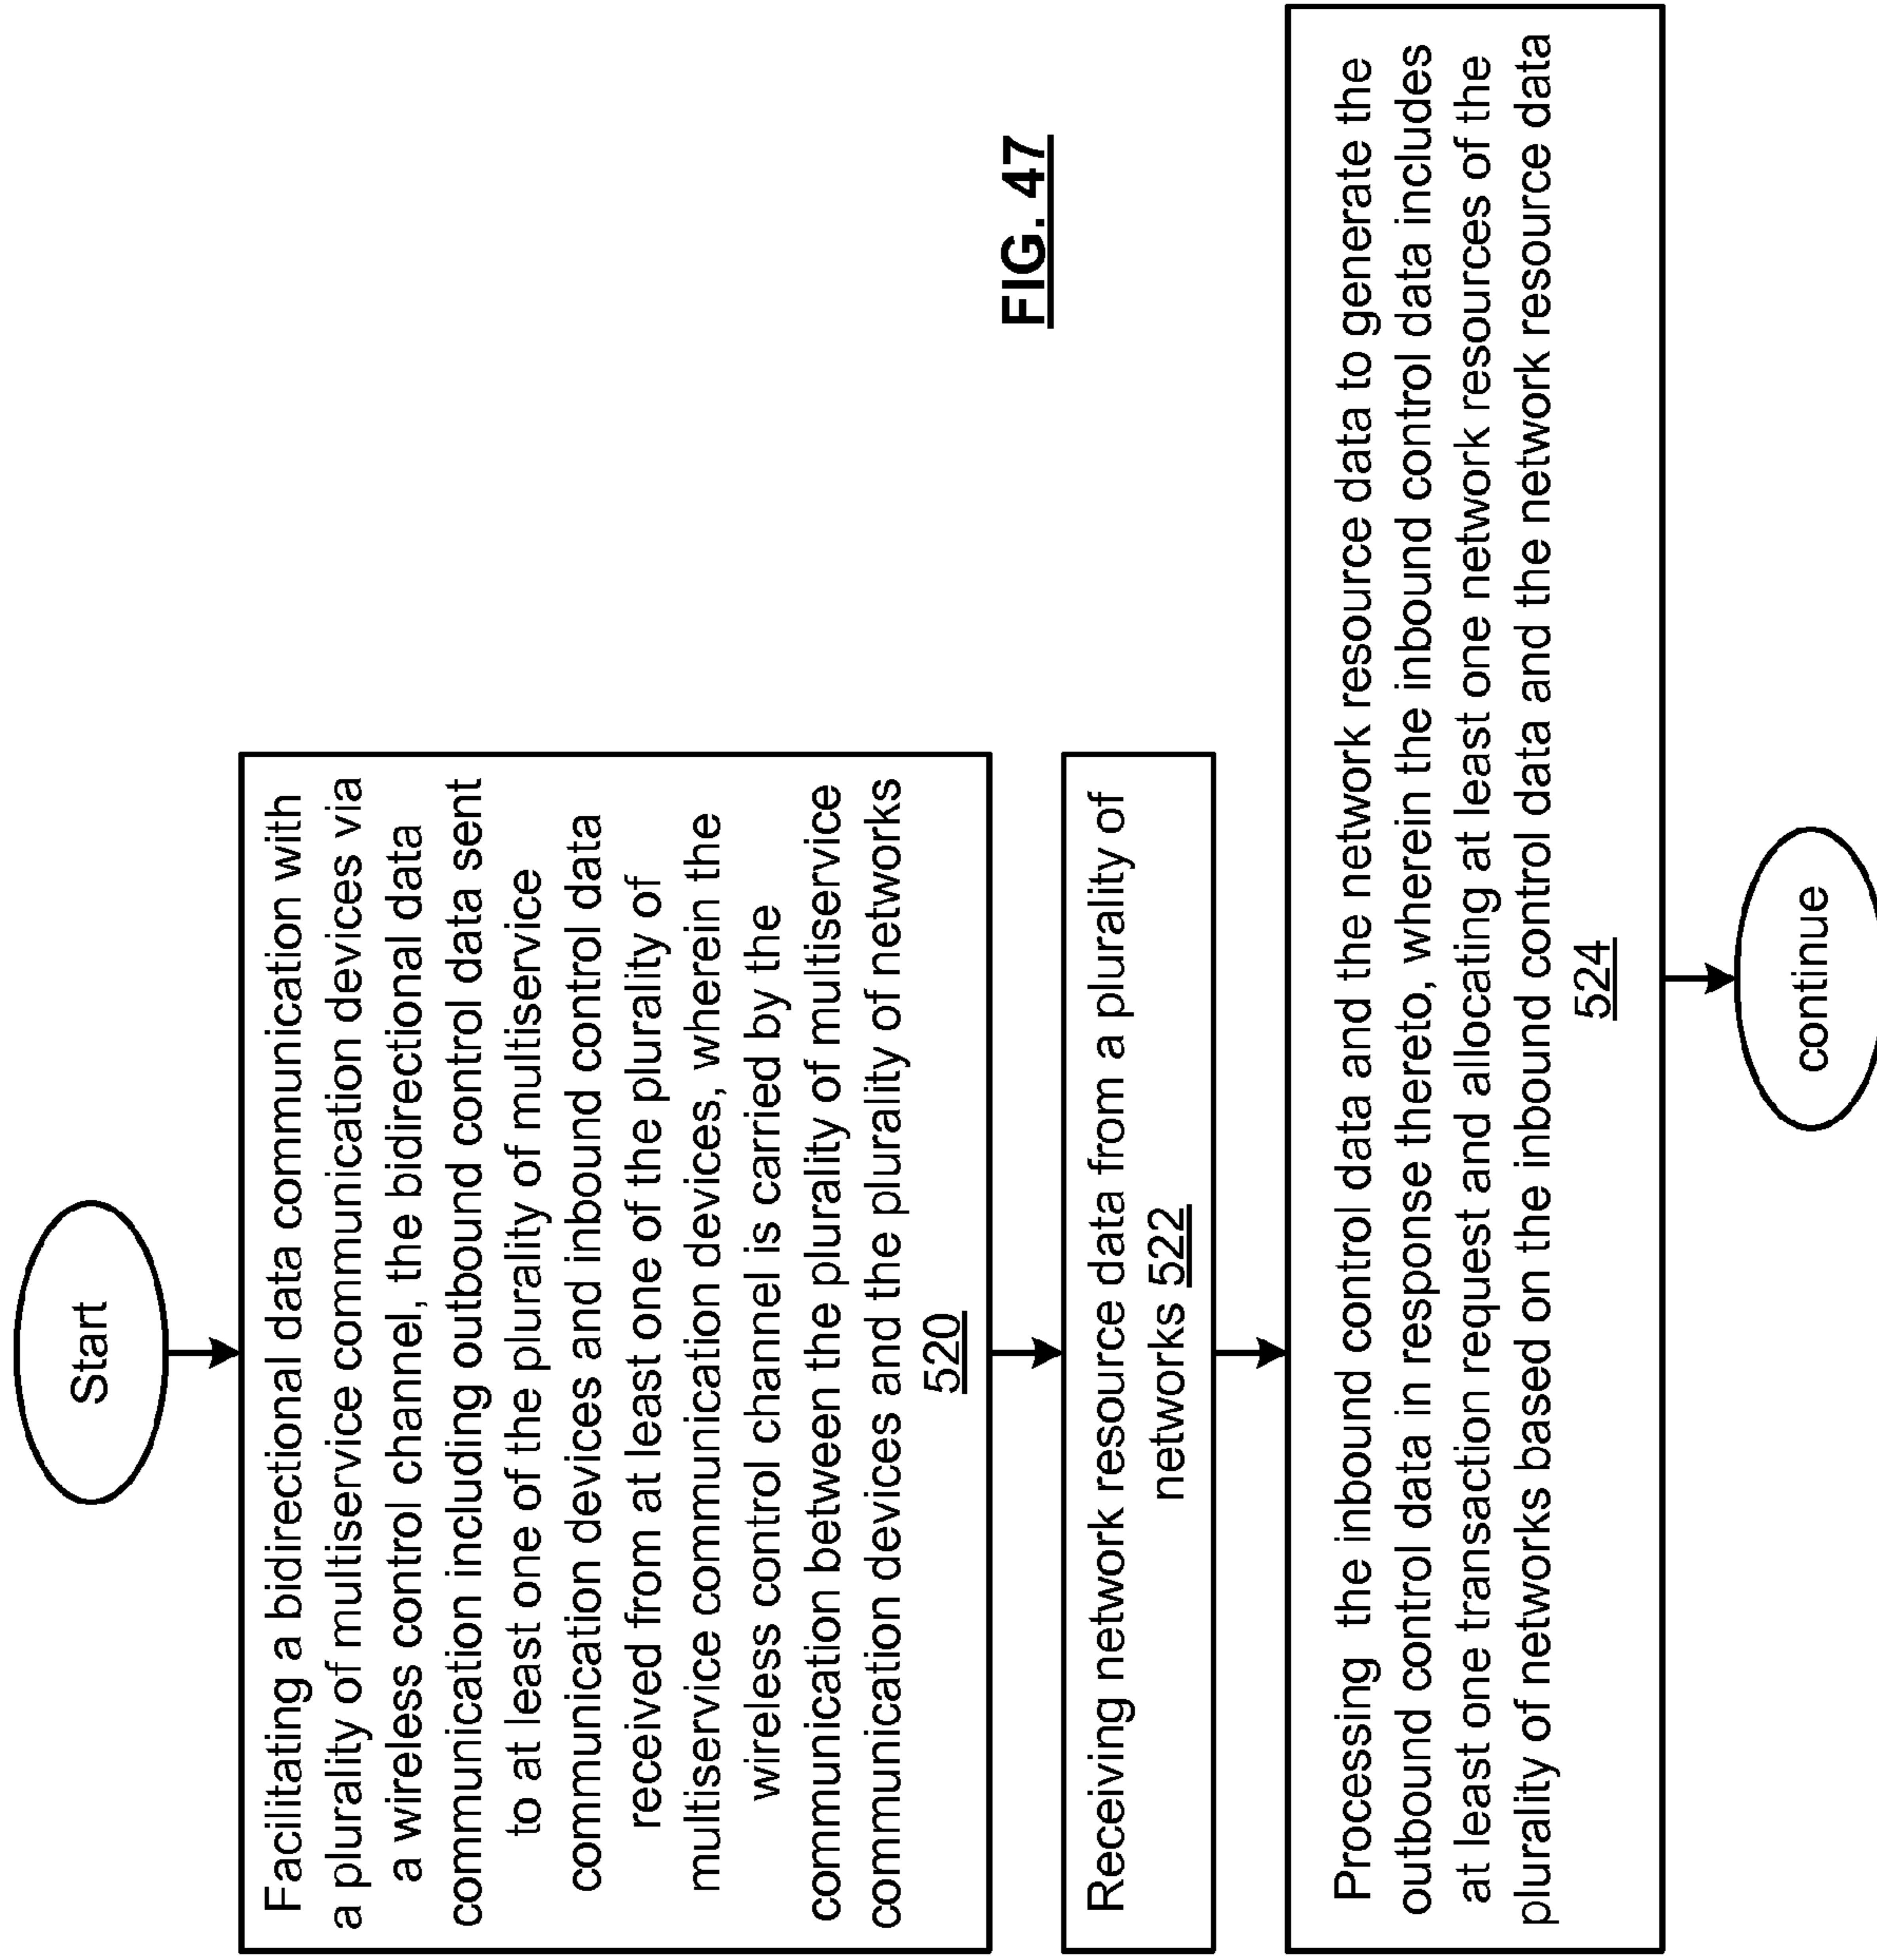 Start
Facilitating a bidirectional data communication with
a plurality of multiservice communication devices via
a wireless control channel, the bidirectional data
communication including outbound control data sent
to at least one of the plurality of multiservice
communication devices and inbound control data
received from at least one of the plurality of
multiservice communication devices, wherein the
wireless control channel is carried by the
communication between the plurality of multiservice
communication devices and the plurality of networks
520
Receiving network resource data from a plurality of
networks 522
Processing the inbound control data and the network resource data to generate the
outbound control data in response thereto, wherein the inbound control data includes
at least one transaction request and allocating at least one network resources of the
plurality of networks based on the inbound control data and the network resource data
524
continue
FIG. 47